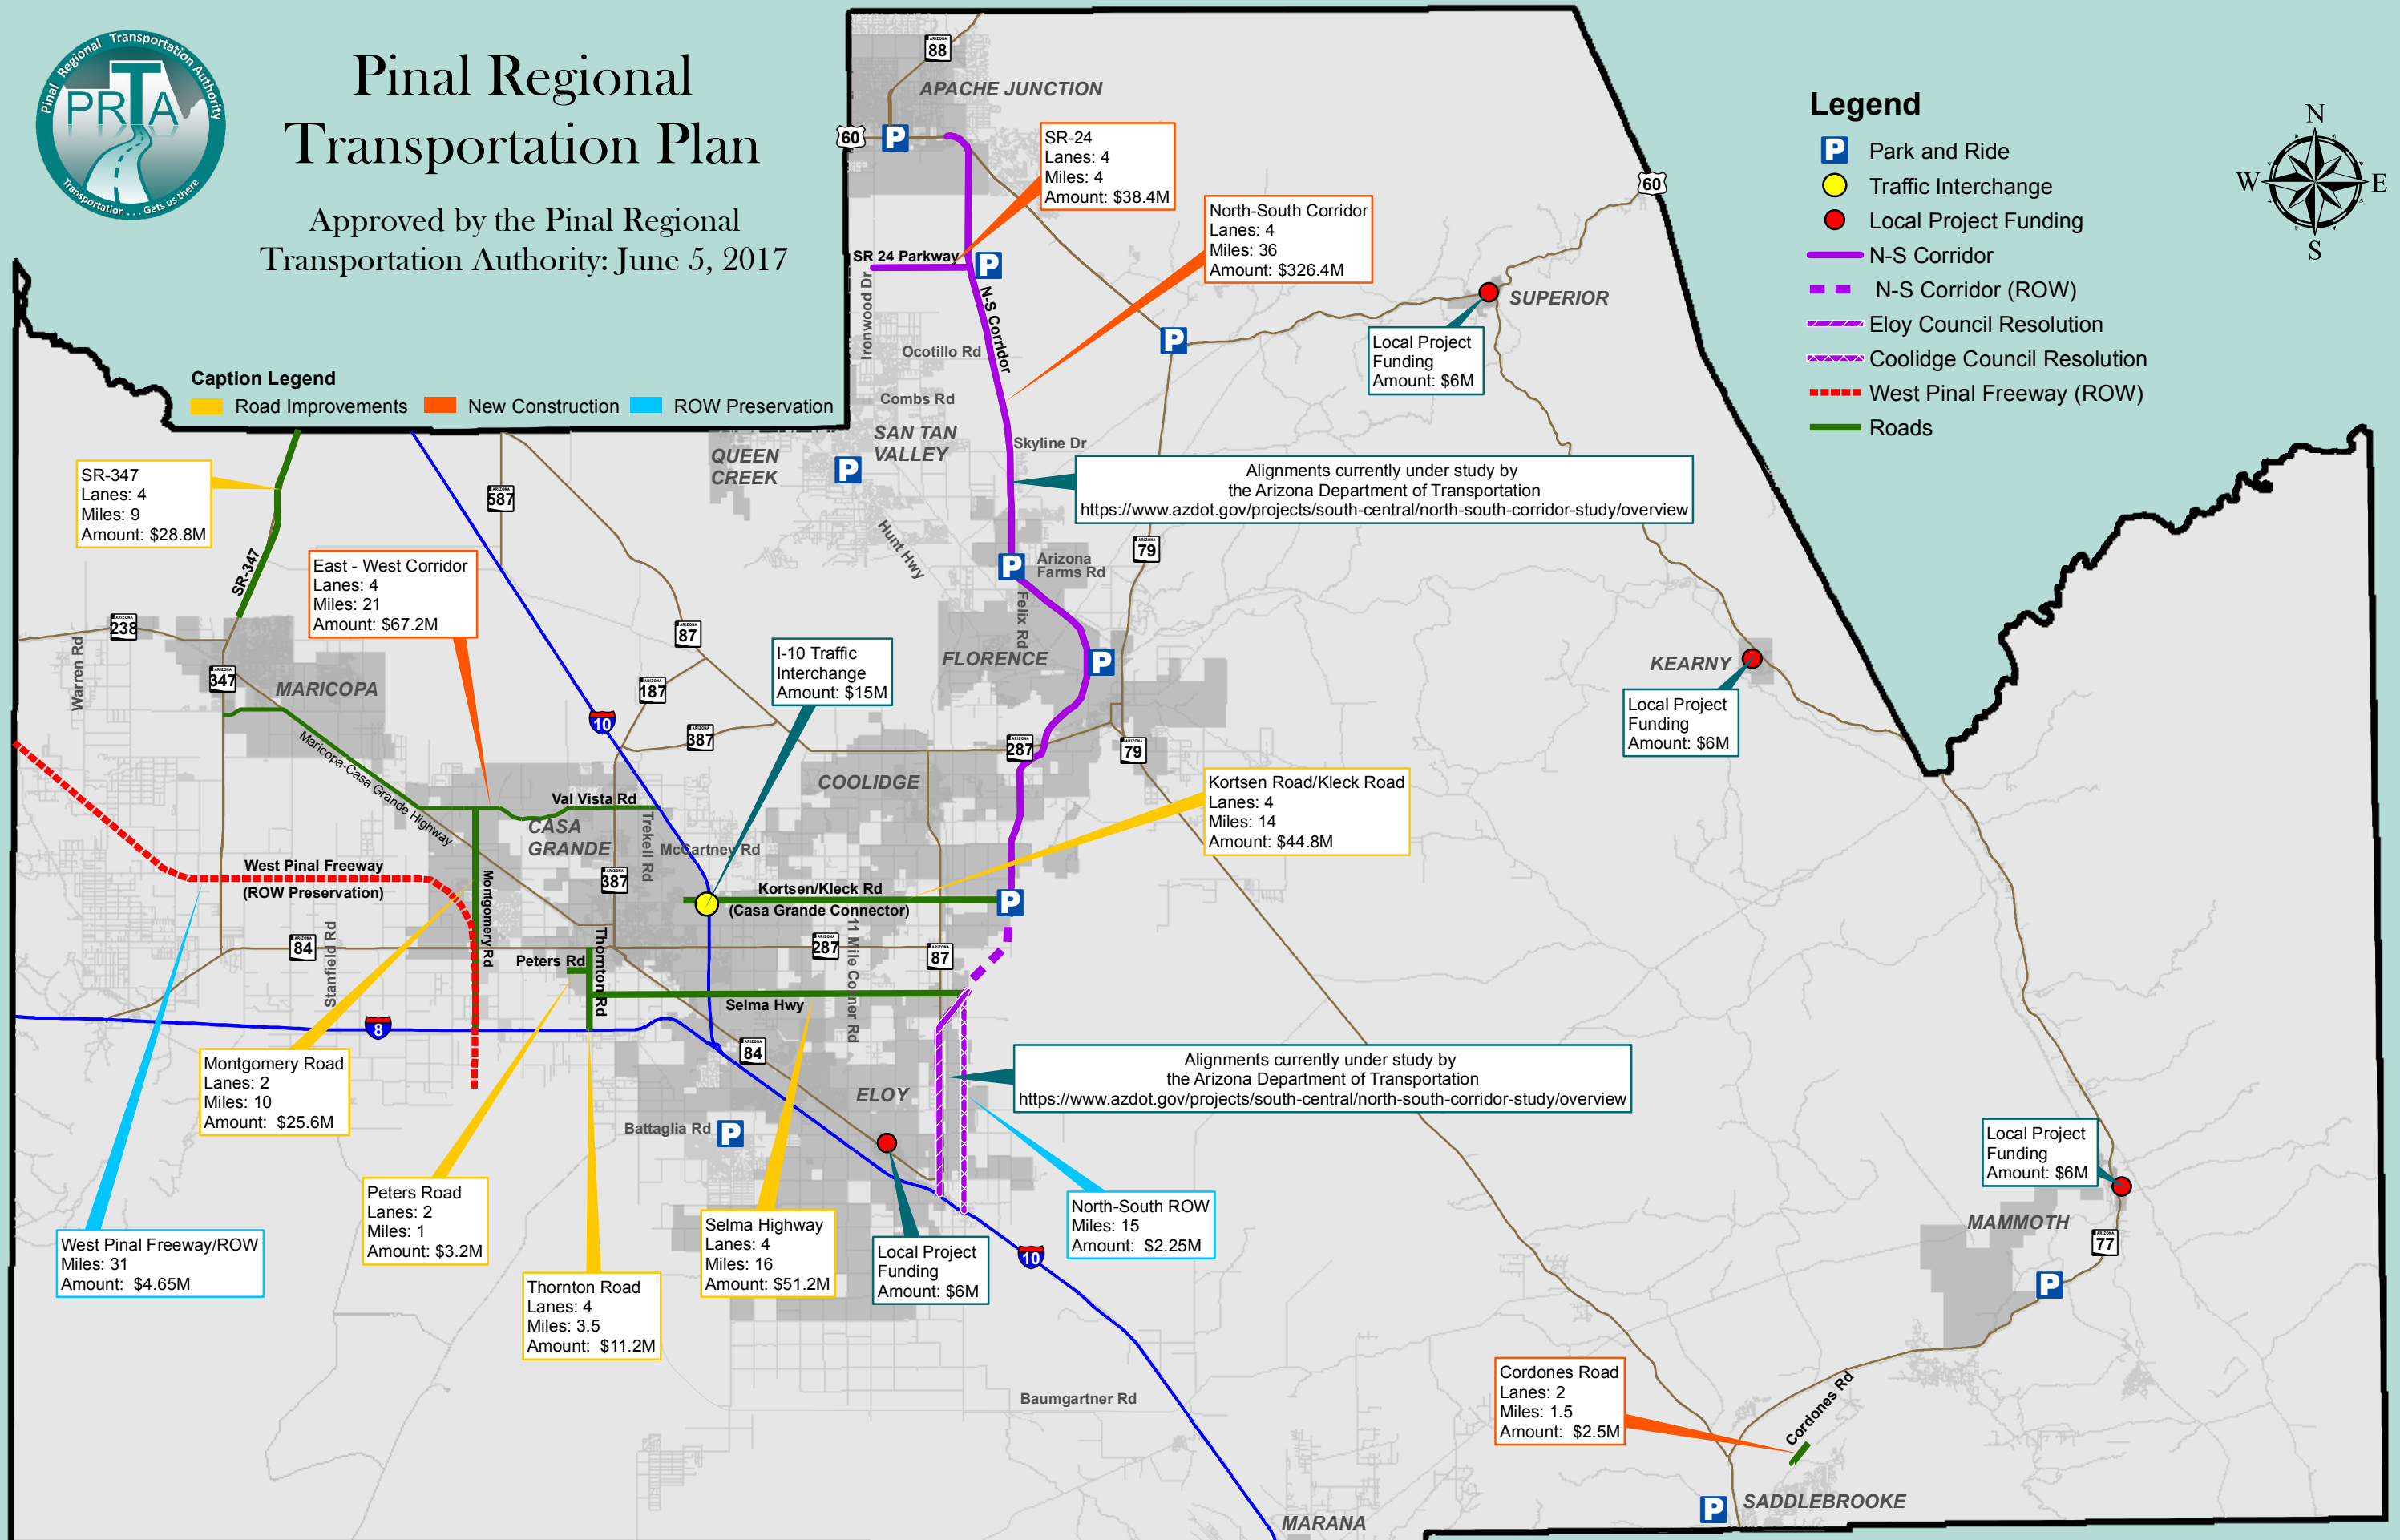 Pinal Regional Transportation Authority
PRTA
Transportation . . . Gets us there
Pinal Regional
Transportation Plan
Approved by the Pinal Regional
Transportation Authority: June 5, 2017
Legend
Park and Ride
Traffic Interchange
Local Project Funding
N-S Corridor
N-S Corridor (ROW)
Eloy Council Resolution
Coolidge Council Resolution
West Pinal Freeway (ROW)
Roads
N
W
E
S
Caption Legend
Road Improvements
New Construction
ROW Preservation
ARIZONA
88
APACHE JUNCTION
60
P
SR-24
Lanes: 4
Miles: 4
Amount: $38.4M
North-South Corridor
Lanes: 4
Miles: 36
Amount: $326.4M
60
SR 24 Parkway
P
Ironwood Dr
N-S Corridor
SUPERIOR
Local Project
Funding
Amount: $6M
P
Ocotillo Rd
Combs Rd
SAN TAN
VALLEY
Skyline Dr
QUEEN
CREEK
P
Alignments currently under study by
the Arizona Department of Transportation
https://www.azdot.gov/projects/south-central/north-south-corridor-study/overview
SR-347
Lanes: 4
Miles: 9
Amount: $28.8M
ARIZONA
587
Hunt Hwy
SR-347
East - West Corridor
Lanes: 4
Miles: 21
Amount: $67.2M
P
Arizona
Farms Rd
ARIZONA
79
Felix Rd
ARIZONA
238
Warren Rd
ARIZONA
347
MARICOPA
ARIZONA
87
I-10 Traffic
Interchange
Amount: $15M
FLORENCE
P
KEARNY
Local Project
Funding
Amount: $6M
ARIZONA
187
10
ARIZONA
387
ARIZONA
287
ARIZONA
79
Maricopa-Casa Grande Highway
COOLIDGE
Kortsen Road/Kleck Road
Lanes: 4
Miles: 14
Amount: $44.8M
Val Vista Rd
CASA
GRANDE
Trekell Rd
McCartney Rd
West Pinal Freeway
(ROW Preservation)
Montgomery Rd
ARIZONA
387
Kortsen/Kleck Rd
(Casa Grande Connector)
P
Stanfield Rd
ARIZONA
84
Thornton Rd
Peters Rd
ARIZONA
287
11 Mile Corner Rd
ARIZONA
87
Selma Hwy
8
ARIZONA
84
Montgomery Road
Lanes: 2
Miles: 10
Amount: $25.6M
ELOY
Alignments currently under study by
the Arizona Department of Transportation
https://www.azdot.gov/projects/south-central/north-south-corridor-study/overview
Battaglia Rd
P
Local Project
Funding
Amount: $6M
Peters Road
Lanes: 2
Miles: 1
Amount: $3.2M
West Pinal Freeway/ROW
Miles: 31
Amount: $4.65M
Thornton Road
Lanes: 4
Miles: 3.5
Amount: $11.2M
Selma Highway
Lanes: 4
Miles: 16
Amount: $51.2M
Local Project
Funding
Amount: $6M
North-South ROW
Miles: 15
Amount: $2.25M
10
MAMMOTH
ARIZONA
77
P
Baumgartner Rd
Cordones Road
Lanes: 2
Miles: 1.5
Amount: $2.5M
Cordones Rd
P
SADDLEBROOKE
MARANA